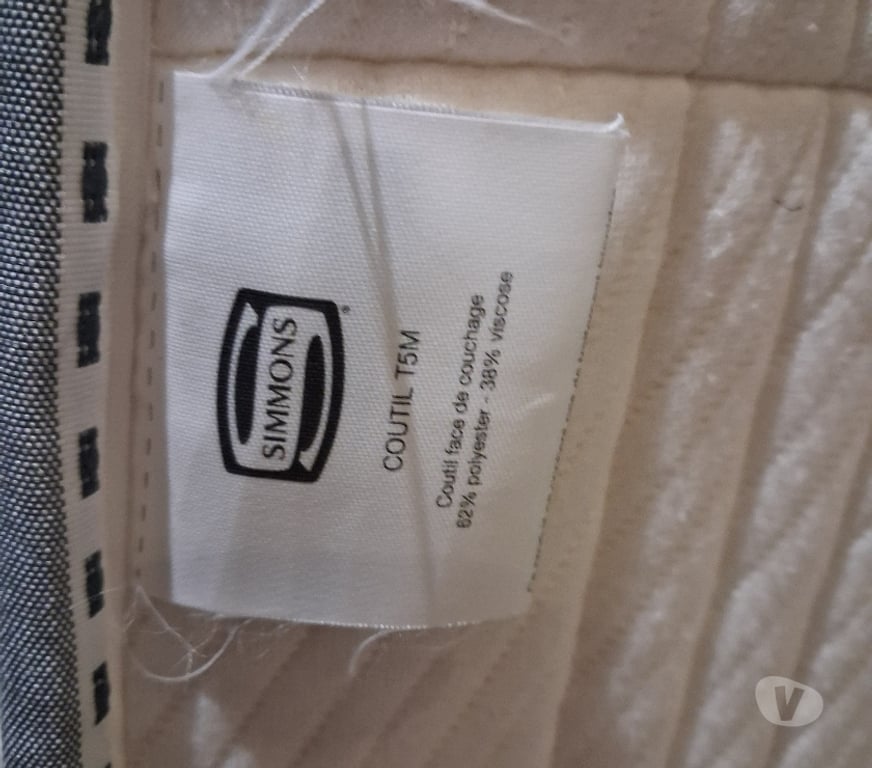 SIMMONS®
COUTIL T5M
Coutil face de couchage
62% polyester - 38% viscose
V